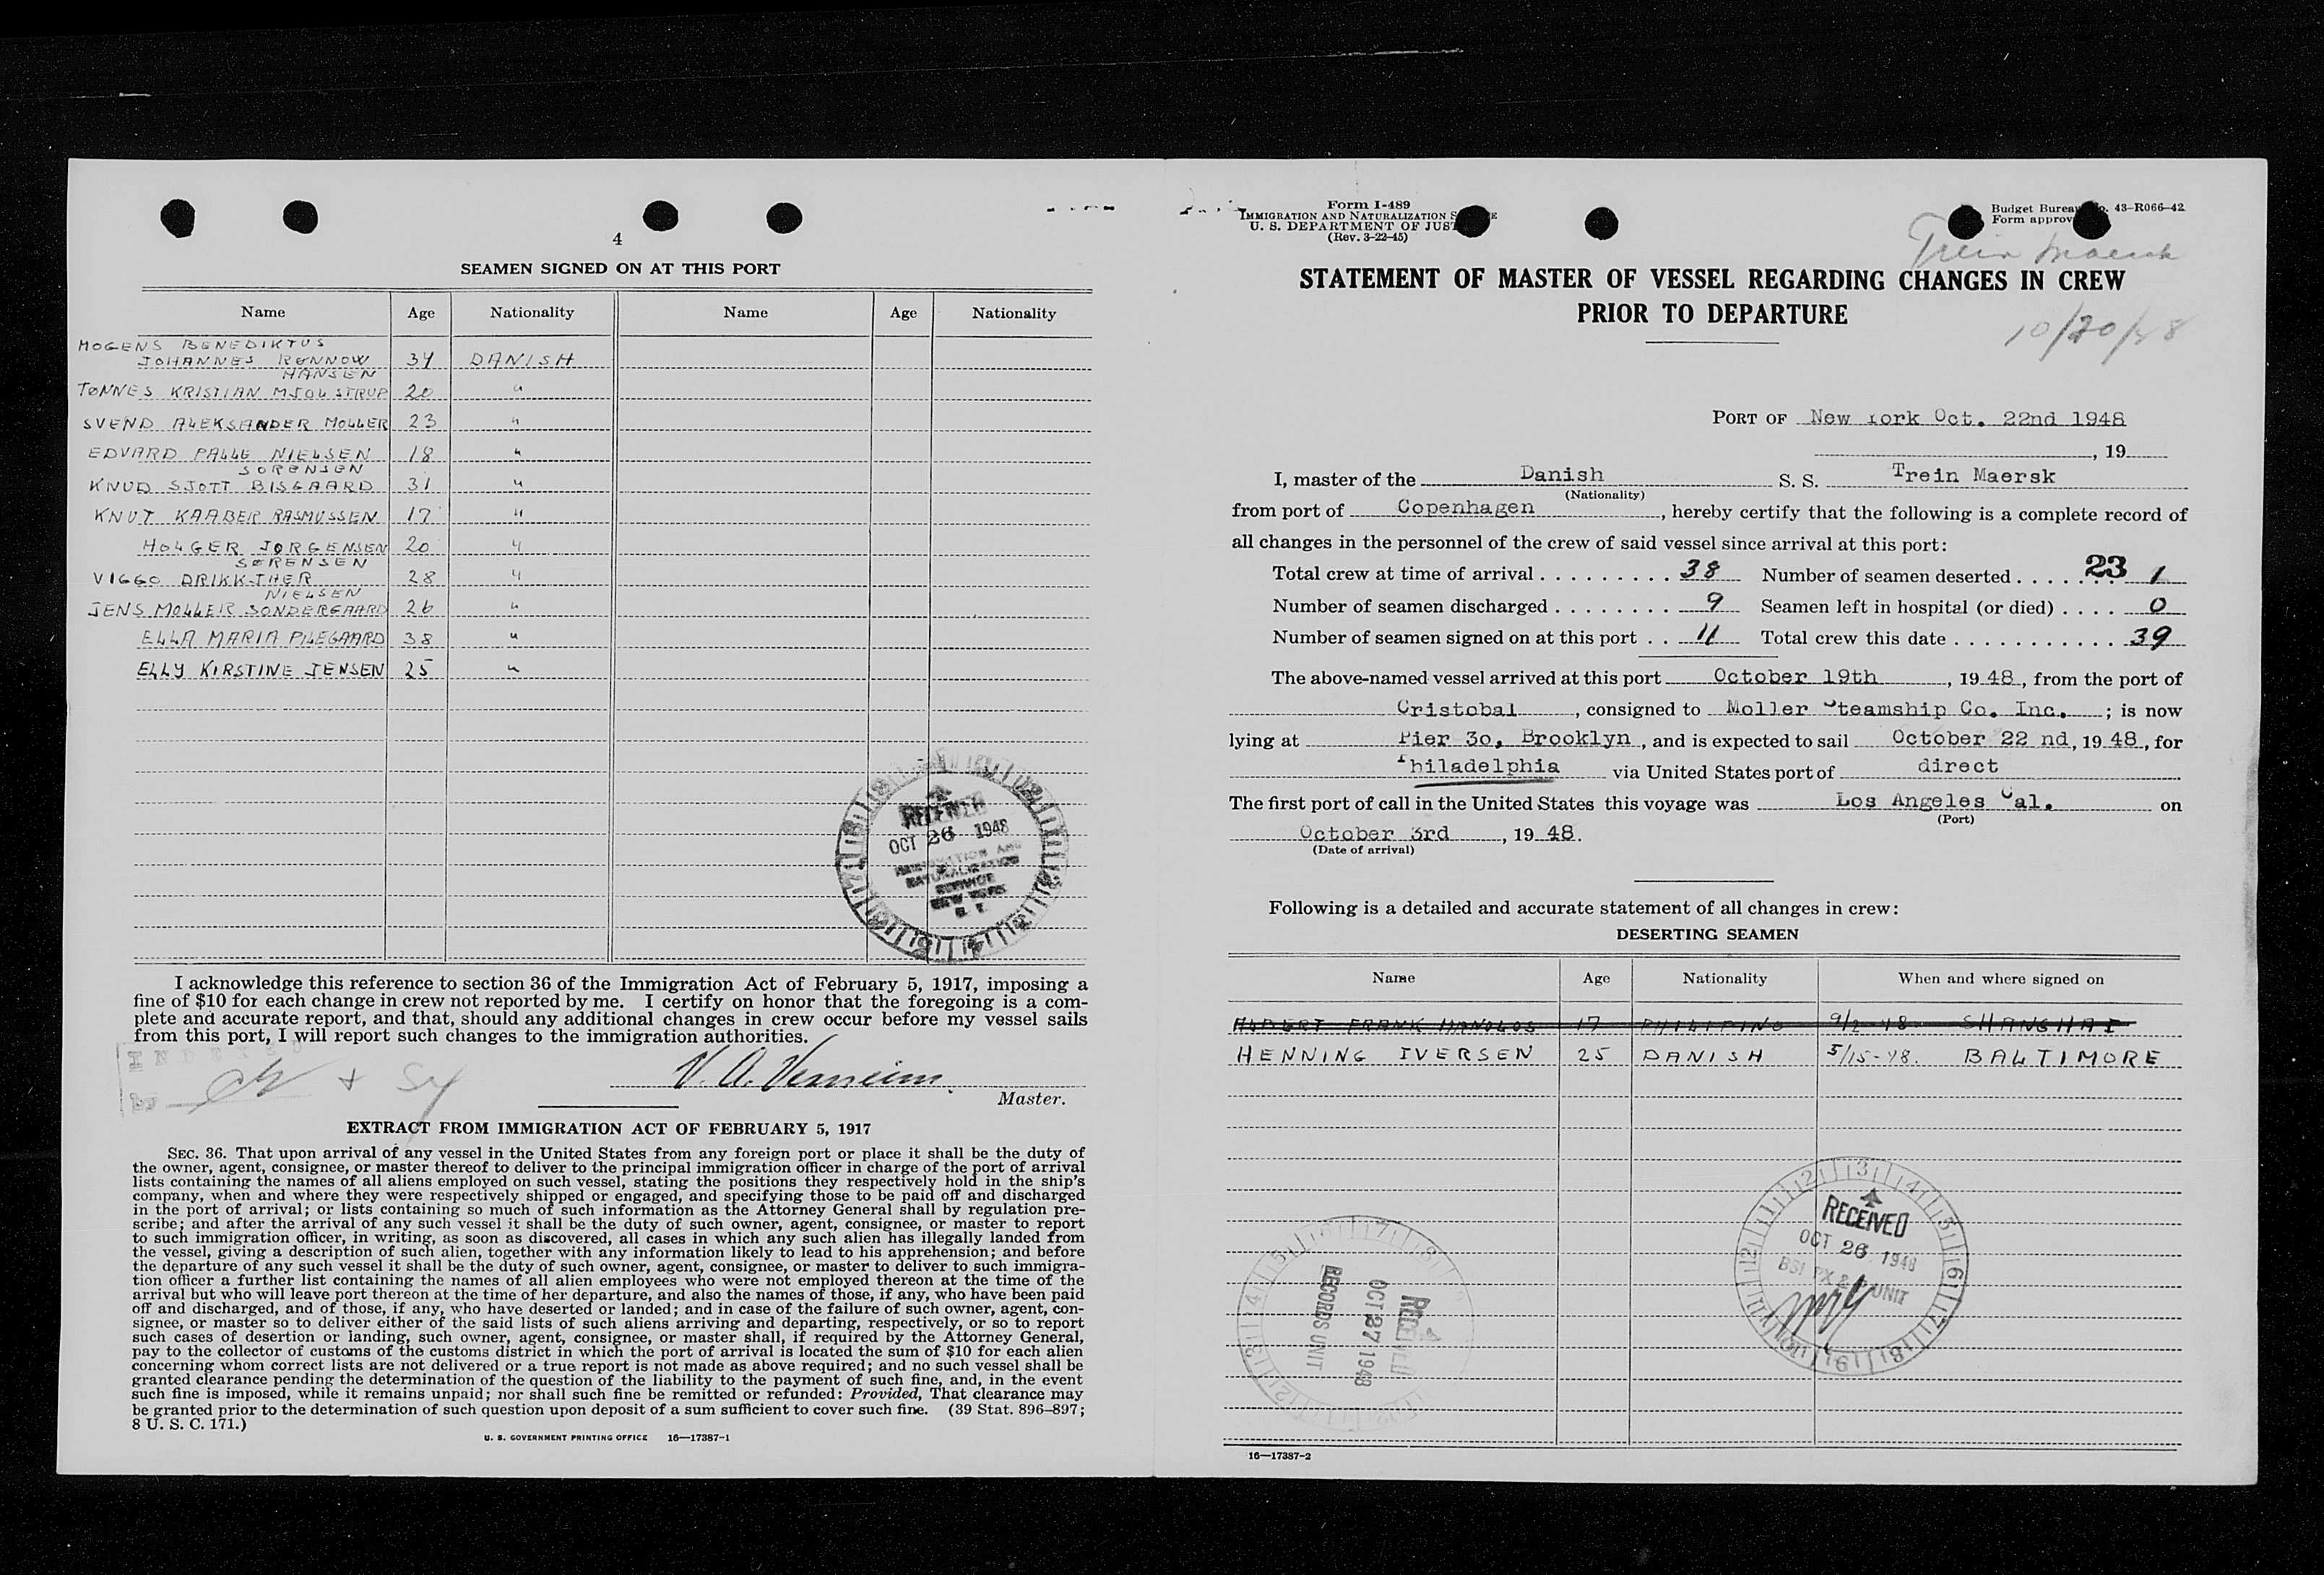 4
SEAMEN SIGNED ON AT THIS PORT
Name Age Nationality Name Age Nationality
MOGENS BENEDIKTUS
JOHANNES RØNNOW 34 DANISH
HANSEN
TØNNES KRISTIAN MJOLSTRUP 20 "
SVEND ALEKSANDER MOLLER 23 "
EDVARD PALLE NIELSEN 18 "
SORENSEN
KNUD SJOTT BISGAARD 31 "
KNUT KAABER RASMUSSEN 17 "
HOLGER JORGENSEN 20 "
SØRENSEN
VIGGO 28 "
NIELSEN
JENS MOLLER SONDERGAARD 26 "
ELLA MARIA PILEGAARD 38 "
ELLY KIRSTINE JENSEN 25 "
RECEIVED
OCT 26 1948
IMMIGRATION AND
NATURALIZATION
SERVICE
NEW YORK
N. Y.
I acknowledge this reference to section 36 of the Immigration Act of February 5, 1917, imposing a
fine of $10 for each change in crew not reported by me. I certify on honor that the foregoing is a com-
plete and accurate report, and that, should any additional changes in crew occur before my vessel sails
from this port, I will report such changes to the immigration authorities.
INDEXED
BY
V. A.
Master.
EXTRACT FROM IMMIGRATION ACT OF FEBRUARY 5, 1917
SEC. 36. That upon arrival of any vessel in the United States from any foreign port or place it shall be the duty of
the owner, agent, consignee, or master thereof to deliver to the principal immigration officer in charge of the port of arrival
lists containing the names of all aliens employed on such vessel, stating the positions they respectively hold in the ship's
company, when and where they were respectively shipped or engaged, and specifying those to be paid off and discharged
in the port of arrival; or lists containing so much of such information as the Attorney General shall by regulation pre-
scribe; and after the arrival of any such vessel it shall be the duty of such owner, agent, consignee, or master to report
to such immigration officer, in writing, as soon as discovered, all cases in which any such alien has illegally landed from
the vessel, giving a description of such alien, together with any information likely to lead to his apprehension; and before
the departure of any such vessel it shall be the duty of such owner, agent, consignee, or master to deliver to such immigra-
tion officer a further list containing the names of all alien employees who were not employed thereon at the time of the
arrival but who will leave port thereon at the time of her departure, and also the names of those, if any, who have been paid
off and discharged, and of those, if any, who have deserted or landed; and in case of the failure of such owner, agent, con-
signee, or master so to deliver either of the said lists of such aliens arriving and departing, respectively, or so to report
such cases of desertion or landing, such owner, agent, consignee, or master shall, if required by the Attorney General,
pay to the collector of customs of the customs district in which the port of arrival is located the sum of $10 for each alien
concerning whom correct lists are not delivered or a true report is not made as above required; and no such vessel shall be
granted clearance pending the determination of the question of the liability to the payment of such fine, and, in the event
such fine is imposed, while it remains unpaid; nor shall such fine be remitted or refunded: Provided, That clearance may
be granted prior to the determination of such question upon deposit of a sum sufficient to cover such fine. (39 Stat. 896–897;
8 U. S. C. 171.)
U. S. GOVERNMENT PRINTING OFFICE 16—17387-1
Form I-489
IMMIGRATION AND NATURALIZATION
U. S. DEPARTMENT OF JUST
(Rev. 3-22-45)
Budget Bureau No. 43-R066-42
Form approv
Trein Maersk
STATEMENT OF MASTER OF VESSEL REGARDING CHANGES IN CREW
PRIOR TO DEPARTURE
10/20/48
PORT OF New York Oct. 22nd 1948
, 19
I, master of the Danish S. S. Trein Maersk
(Nationality)
from port of Copenhagen , hereby certify that the following is a complete record of
all changes in the personnel of the crew of said vessel since arrival at this port:
Total crew at time of arrival . . . . . . . . . 38 Number of seamen deserted . . . . . . 23 1
Number of seamen discharged . . . . . . . . 9 Seamen left in hospital (or died) . . . . 0
Number of seamen signed on at this port . . 11 Total crew this date . . . . . . . . . . . . 39
The above-named vessel arrived at this port October 19th , 19 48 , from the port of
Cristobal , consigned to Moller Steamship Co. Inc. ; is now
lying at Pier 3o, Brooklyn , and is expected to sail October 22 nd , 19 48 , for
Philadelphia via United States port of direct
The first port of call in the United States this voyage was Los Angeles Cal. on
(Port)
October 3rd , 19 48 .
(Date of arrival)
Following is a detailed and accurate statement of all changes in crew:
DESERTING SEAMEN
Name Age Nationality When and where signed on
FRANK 17 PHILIPINO 9/2-48 SHANGHAI
HENNING IVERSEN 25 DANISH 5/15-48. BALTIMORE
RECEIVED
OCT 26 1948
BSI PX & P UNIT
RECEIVED
OCT 27 1948
RECORDS UNIT
16—17387-2